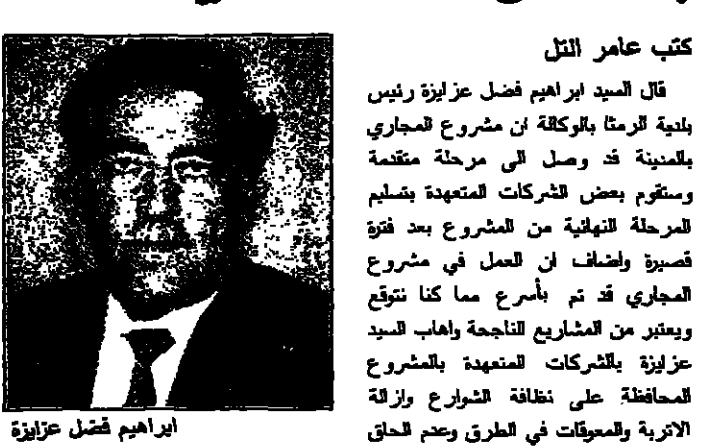 كتب عامر التل
قال السيد ابراهيم فضل عزايزة رئيس
بلدية الرمثا بالوكالة ان مشروع المجاري
بالمدينة قد وصل الى مرحلة متقدمة
وستقوم بعض الشركات المتعهدة بتسليم
المرحلة النهائية من المشروع بعد فترة
قصيرة واضاف ان العمل في مشروع
المجاري قد تم بأسرع مما كنا نتوقع
ويعتبر من المشاريع الناجحة واهاب السيد
عزايزة بالشركات المتعهدة بالمشروع
المحافظة على نظافة الشوارع وازالة
الاتربة والمعوقات في الطرق وعدم الحاق
ابراهيم فضل عزايزة